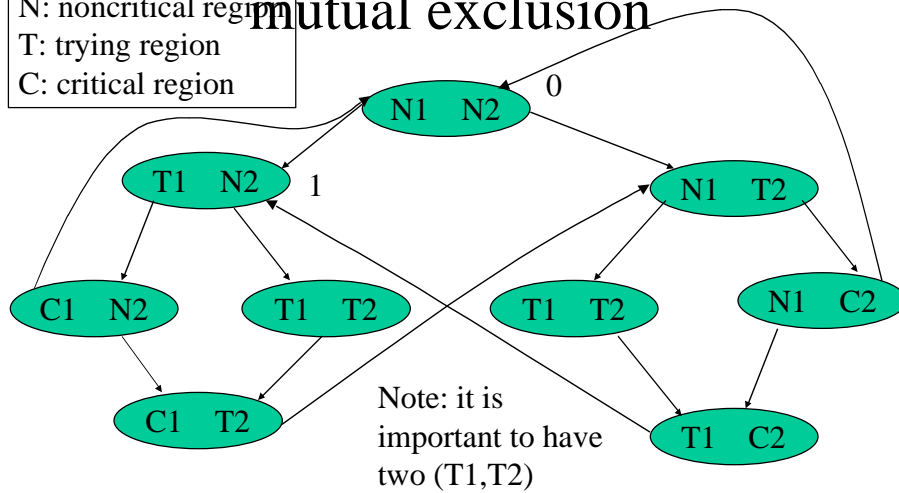 mutual exclusion
N: noncritical region
T: trying region
C: critical region
0
N1 N2
T1 N2
1
N1 T2
C1 N2
T1 T2
T1 T2
N1 C2
C1 T2
Note: it is
important to have
two (T1,T2)
T1 C2